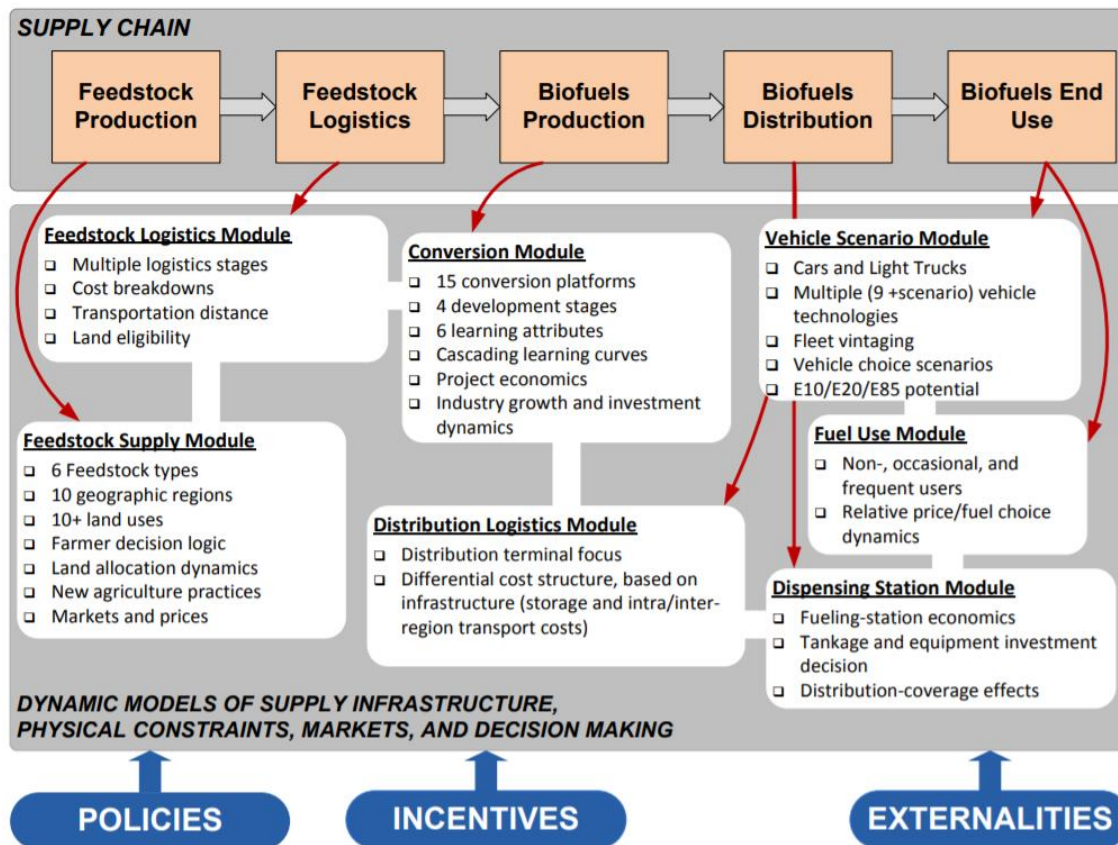 SUPPLY CHAIN
Feedstock
Production
Feedstock
Logistics
Biofuels
Production
Biofuels
Distribution
Biofuels End
Use
Feedstock Logistics Module
❑ Multiple logistics stages
❑ Cost breakdowns
❑ Transportation distance
❑ Land eligibility
Conversion Module
❑ 15 conversion platforms
❑ 4 development stages
❑ 6 learning attributes
❑ Cascading learning curves
❑ Project economics
❑ Industry growth and investment
dynamics
Vehicle Scenario Module
❑ Cars and Light Trucks
❑ Multiple (9 +scenario) vehicle
technologies
❑ Fleet vintaging
❑ Vehicle choice scenarios
❑ E10/E20/E85 potential
Feedstock Supply Module
❑ 6 Feedstock types
❑ 10 geographic regions
❑ 10+ land uses
❑ Farmer decision logic
❑ Land allocation dynamics
❑ New agriculture practices
❑ Markets and prices
Fuel Use Module
❑ Non-, occasional, and
frequent users
❑ Relative price/fuel choice
dynamics
Distribution Logistics Module
❑ Distribution terminal focus
❑ Differential cost structure, based on
infrastructure (storage and intra/inter-
region transport costs)
Dispensing Station Module
❑ Fueling-station economics
❑ Tankage and equipment investment
decision
❑ Distribution-coverage effects
DYNAMIC MODELS OF SUPPLY INFRASTRUCTURE,
PHYSICAL CONSTRAINTS, MARKETS, AND DECISION MAKING
POLICIES
INCENTIVES
EXTERNALITIES